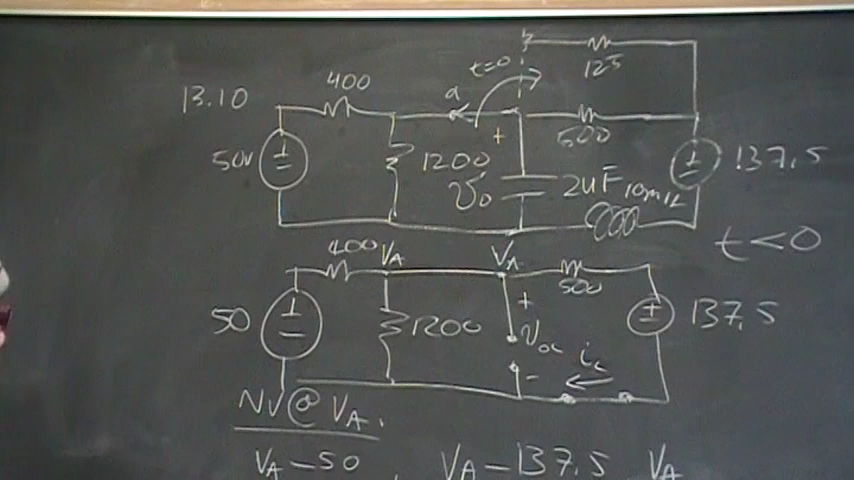 13.10
400
a
t=0
125
50V
1200
+
V₀
2uF
500
10mH
137.5
t<0
400
VA
VA
500
50
1200
+
-
iL
137.5
NV@ VA.
VA-50
VA-137.5
VA